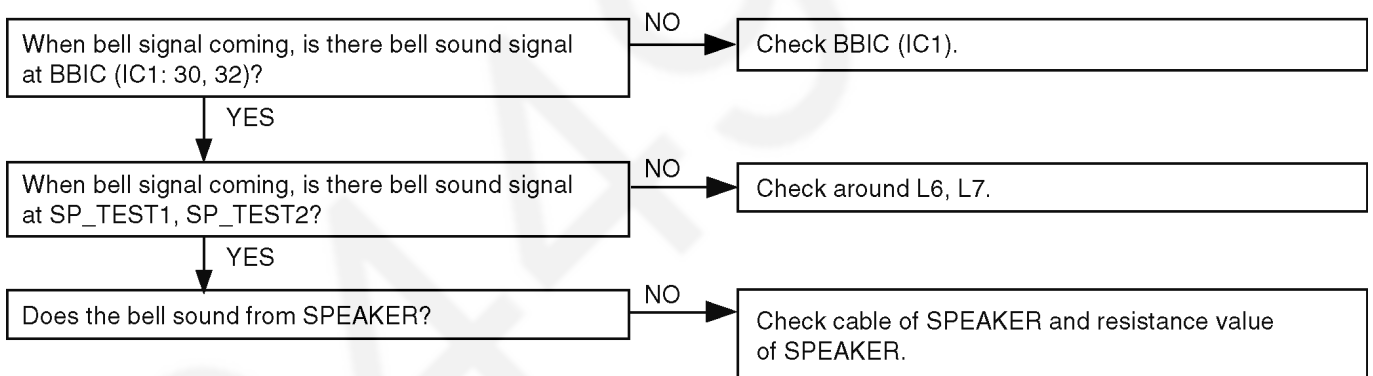 When bell signal coming, is there bell sound signal
at BBIC (IC1: 30, 32)?
NO
Check BBIC (IC1).
YES
When bell signal coming, is there bell sound signal
at SP_TEST1, SP_TEST2?
NO
Check around L6, L7.
YES
Does the bell sound from SPEAKER?
NO
Check cable of SPEAKER and resistance value
of SPEAKER.